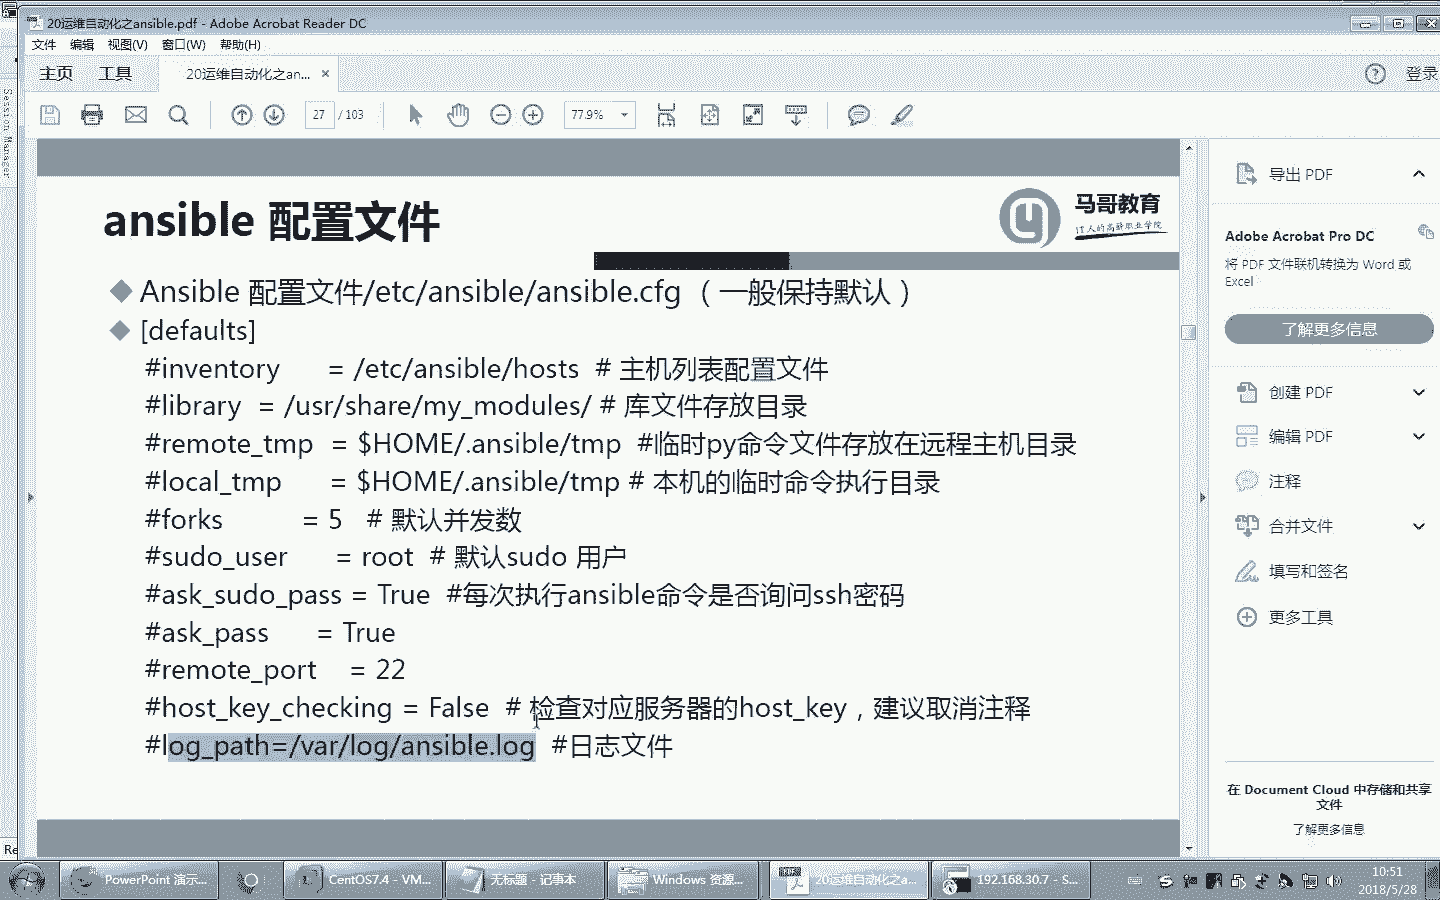 20运维自动化之ansible.pdf - Adobe Acrobat Reader DC
文件 编辑 视图(V) 窗口(W) 帮助(H)
主页 工具 20运维自动化之an... × 登录
27 / 103 77.9%
Session Manager
ansible 配置文件
马哥教育
IT人的高薪职业学院
Ansible 配置文件/etc/ansible/ansible.cfg （一般保持默认）
[defaults]
#inventory = /etc/ansible/hosts # 主机列表配置文件
#library = /usr/share/my_modules/ # 库文件存放目录
#remote_tmp = $HOME/.ansible/tmp #临时py命令文件存放在远程主机目录
#local_tmp = $HOME/.ansible/tmp # 本机的临时命令执行目录
#forks = 5 # 默认并发数
#sudo_user = root # 默认sudo 用户
#ask_sudo_pass = True #每次执行ansible命令是否询问ssh密码
#ask_pass = True
#remote_port = 22
#host_key_checking = False # 检查对应服务器的host_key，建议取消注释
#log_path=/var/log/ansible.log #日志文件
导出 PDF
Adobe Acrobat Pro DC
将 PDF 文件联机转换为 Word 或
Excel
了解更多信息
创建 PDF
编辑 PDF
注释
合并文件
填写和签名
更多工具
在 Document Cloud 中存储和共享
文件
了解更多信息
Re
PowerPoint 演示... CentOS7.4 - VM... 无标题 - 记事本 Windows 资源... 20运维自动化之a... 192.168.30.7 - S...
10:51
2018/5/28